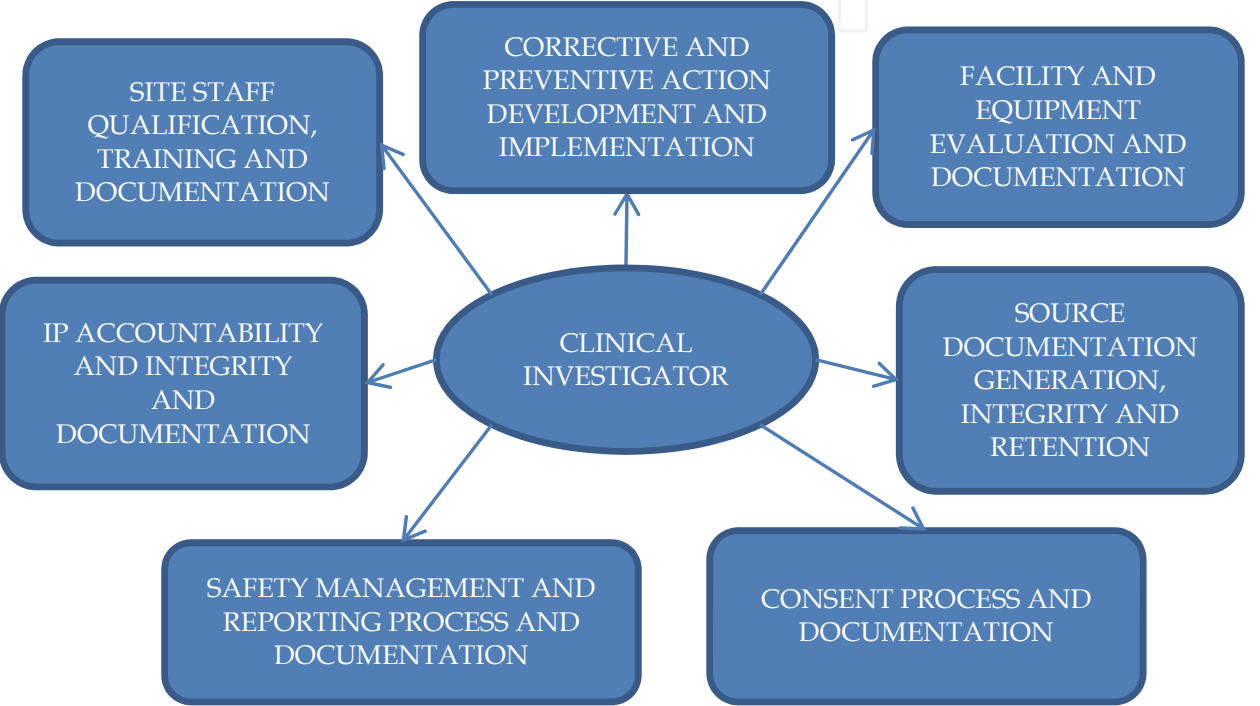 SITE STAFF
QUALIFICATION,
TRAINING AND
DOCUMENTATION
CORRECTIVE AND
PREVENTIVE ACTION
DEVELOPMENT AND
IMPLEMENTATION
FACILITY AND
EQUIPMENT
EVALUATION AND
DOCUMENTATION
IP ACCOUNTABILITY
AND INTEGRITY
AND
DOCUMENTATION
CLINICAL
INVESTIGATOR
SOURCE
DOCUMENTATION
GENERATION,
INTEGRITY AND
RETENTION
SAFETY MANAGEMENT AND
REPORTING PROCESS AND
DOCUMENTATION
CONSENT PROCESS AND
DOCUMENTATION